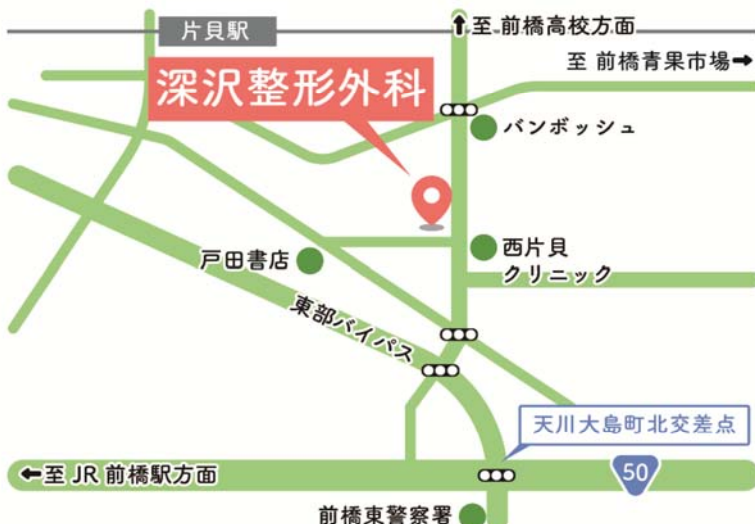 片貝駅
↑至 前橋高校方面
至 前橋青果市場→
深沢整形外科
バンボッシュ
戸田書店
西片貝
クリニック
東部バイパス
天川大島町北交差点
←至 JR 前橋駅方面
50
前橋東警察署